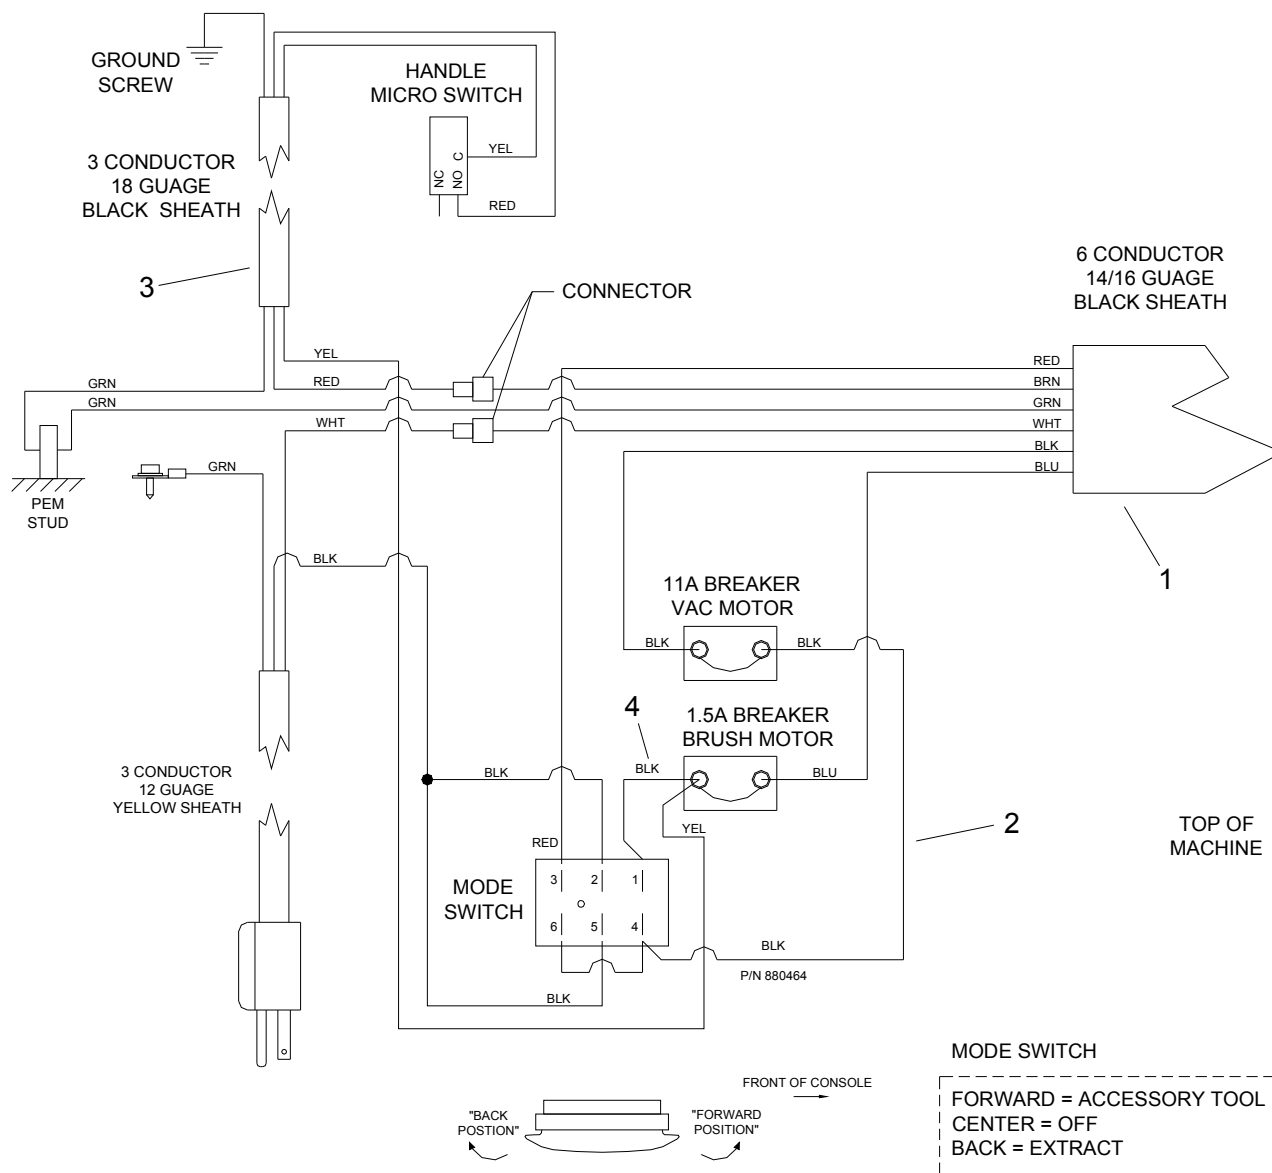 GROUND
SCREW
HANDLE
MICRO SWITCH
YEL
NC
NO
C
RED
3 CONDUCTOR
18 GUAGE
BLACK SHEATH
3
CONNECTOR
6 CONDUCTOR
14/16 GUAGE
BLACK SHEATH
YEL
RED
GRN
GRN
WHT
RED
BRN
GRN
WHT
BLK
BLU
1
GRN
PEM
STUD
BLK
11A BREAKER
VAC MOTOR
BLK
BLK
4
1.5A BREAKER
BRUSH MOTOR
BLK
BLU
YEL
2
TOP OF
MACHINE
3 CONDUCTOR
12 GUAGE
YELLOW SHEATH
BLK
RED
MODE
SWITCH
3 2 1
6 5 4
BLK
P/N 880464
BLK
MODE SWITCH
FORWARD = ACCESSORY TOOL
CENTER = OFF
BACK = EXTRACT
FRONT OF CONSOLE
"BACK
POSTION"
"FORWARD
POSITION"